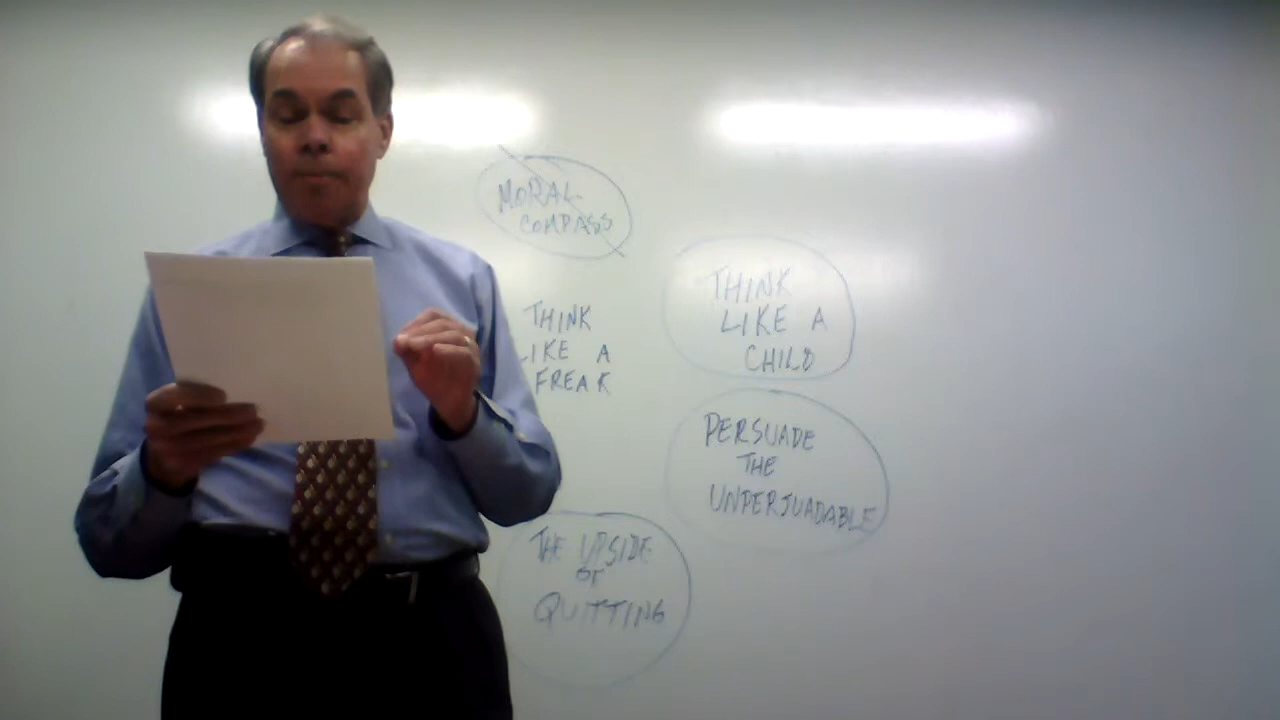 MORAL
COMPASS
THINK
LIKE A
CHILD
THINK
LIKE A
FREAK
PERSUADE
THE
UNPERSUADABLE
THE UPSIDE
OF
QUITTING